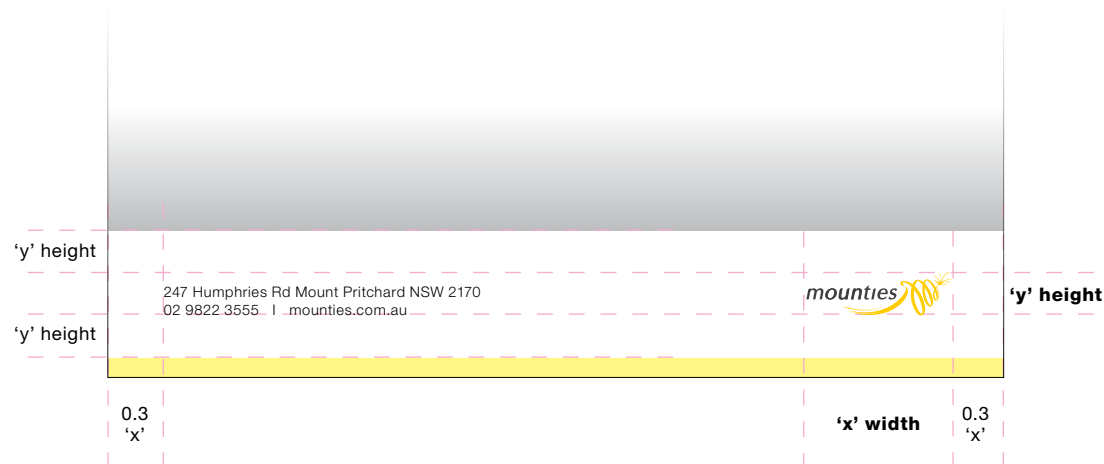 ‘y’ height
247 Humphries Rd Mount Pritchard NSW 2170
02 9822 3555 I mounties.com.au
mounties
‘y’ height
‘y’ height
0.3
‘x’
‘x’ width
0.3
‘x’